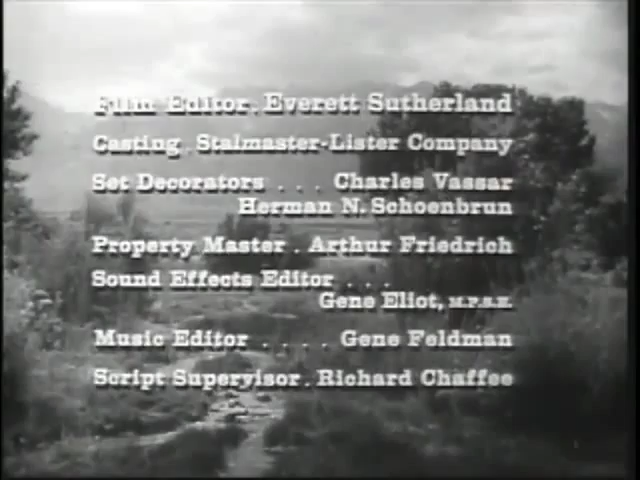 Film Editor . Everett Sutherland
Casting . Stalmaster-Lister Company
Set Decorators . . . Charles Vassar
Herman N. Schoenbrun
Property Master . Arthur Friedrich
Sound Effects Editor . . .
Gene Eliot, M.P.S.E.
Music Editor . . . . Gene Feldman
Script Supervisor . Richard Chaffee